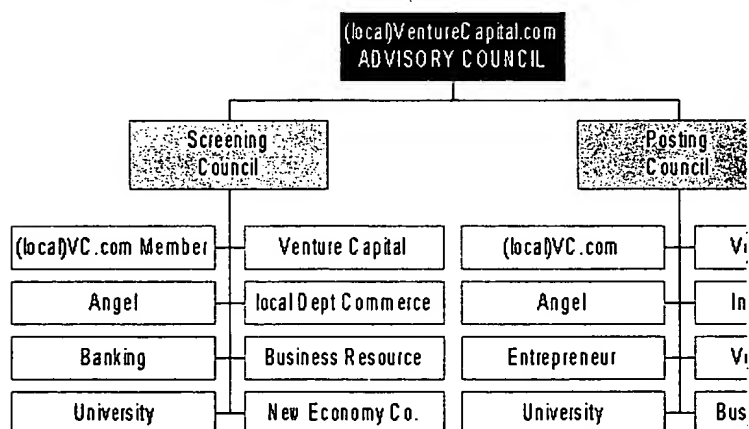 (local)VentureCapital.com
ADVISORY COUNCIL
Screening
Council
Posting
Council
(local)VC.com Member
Venture Capital
(local)VC.com
Angel
local Dept Commerce
Angel
Banking
Business Resource
Entrepreneur
University
New Economy Co.
University